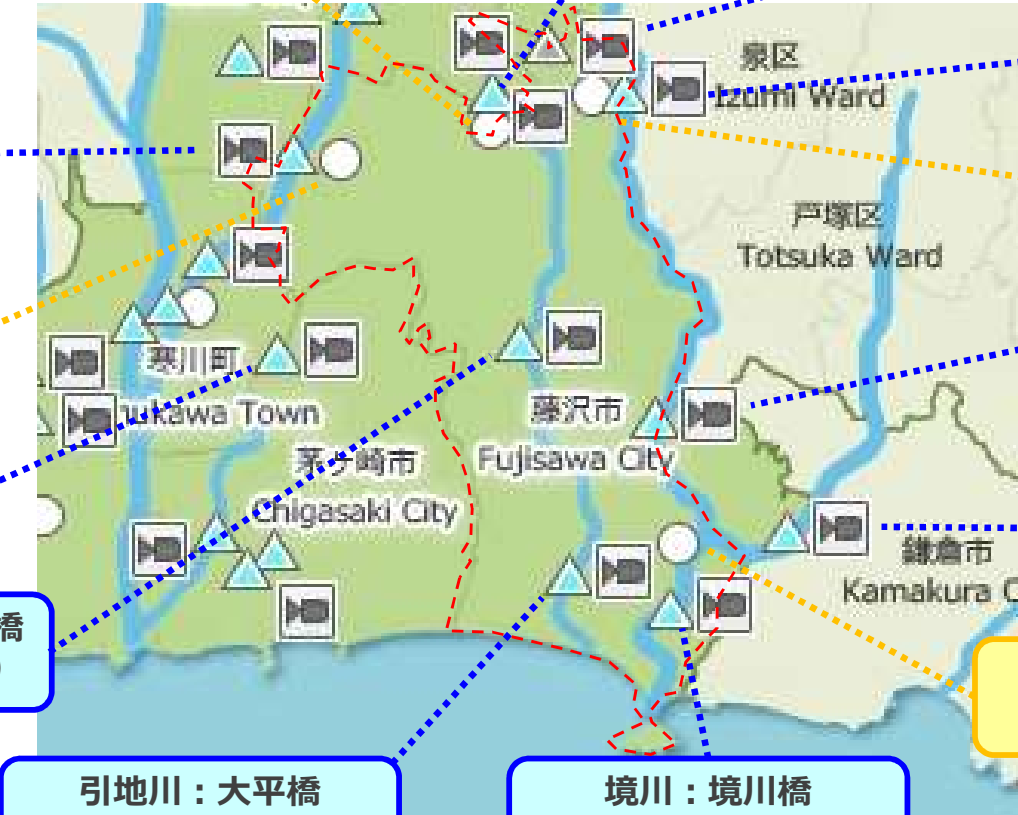 泉区
Izumi Ward
戸塚区
Totsuka Ward
寒川町
ukawa Town
藤沢市
Fujisawa City
茅ケ崎市
Chigasaki City
鎌倉市
Kamakura C
橋
)
引地川：大平橋
境川：境川橋